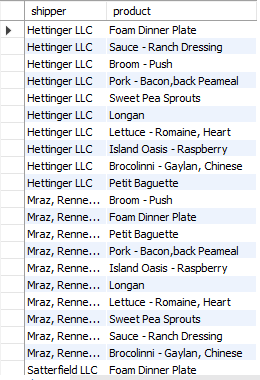 shipper product
Hettinger LLC Foam Dinner Plate
Hettinger LLC Sauce - Ranch Dressing
Hettinger LLC Broom - Push
Hettinger LLC Pork - Bacon,back Peameal
Hettinger LLC Sweet Pea Sprouts
Hettinger LLC Longan
Hettinger LLC Lettuce - Romaine, Heart
Hettinger LLC Island Oasis - Raspberry
Hettinger LLC Brocolinni - Gaylan, Chinese
Hettinger LLC Petit Baguette
Mraz, Renne... Broom - Push
Mraz, Renne... Foam Dinner Plate
Mraz, Renne... Petit Baguette
Mraz, Renne... Pork - Bacon,back Peameal
Mraz, Renne... Island Oasis - Raspberry
Mraz, Renne... Longan
Mraz, Renne... Lettuce - Romaine, Heart
Mraz, Renne... Sweet Pea Sprouts
Mraz, Renne... Sauce - Ranch Dressing
Mraz, Renne... Brocolinni - Gaylan, Chinese
Satterfield LLC Foam Dinner Plate